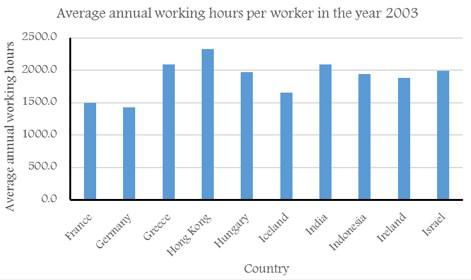 Average annual working hours per worker in the year 2003
Average annual working hours
2500.0
2000.0
1500.0
1000.0
500.0
0.0
France
Germany
Greece
Hong Kong
Hungary
Iceland
India
Indonesia
Ireland
Israel
Country